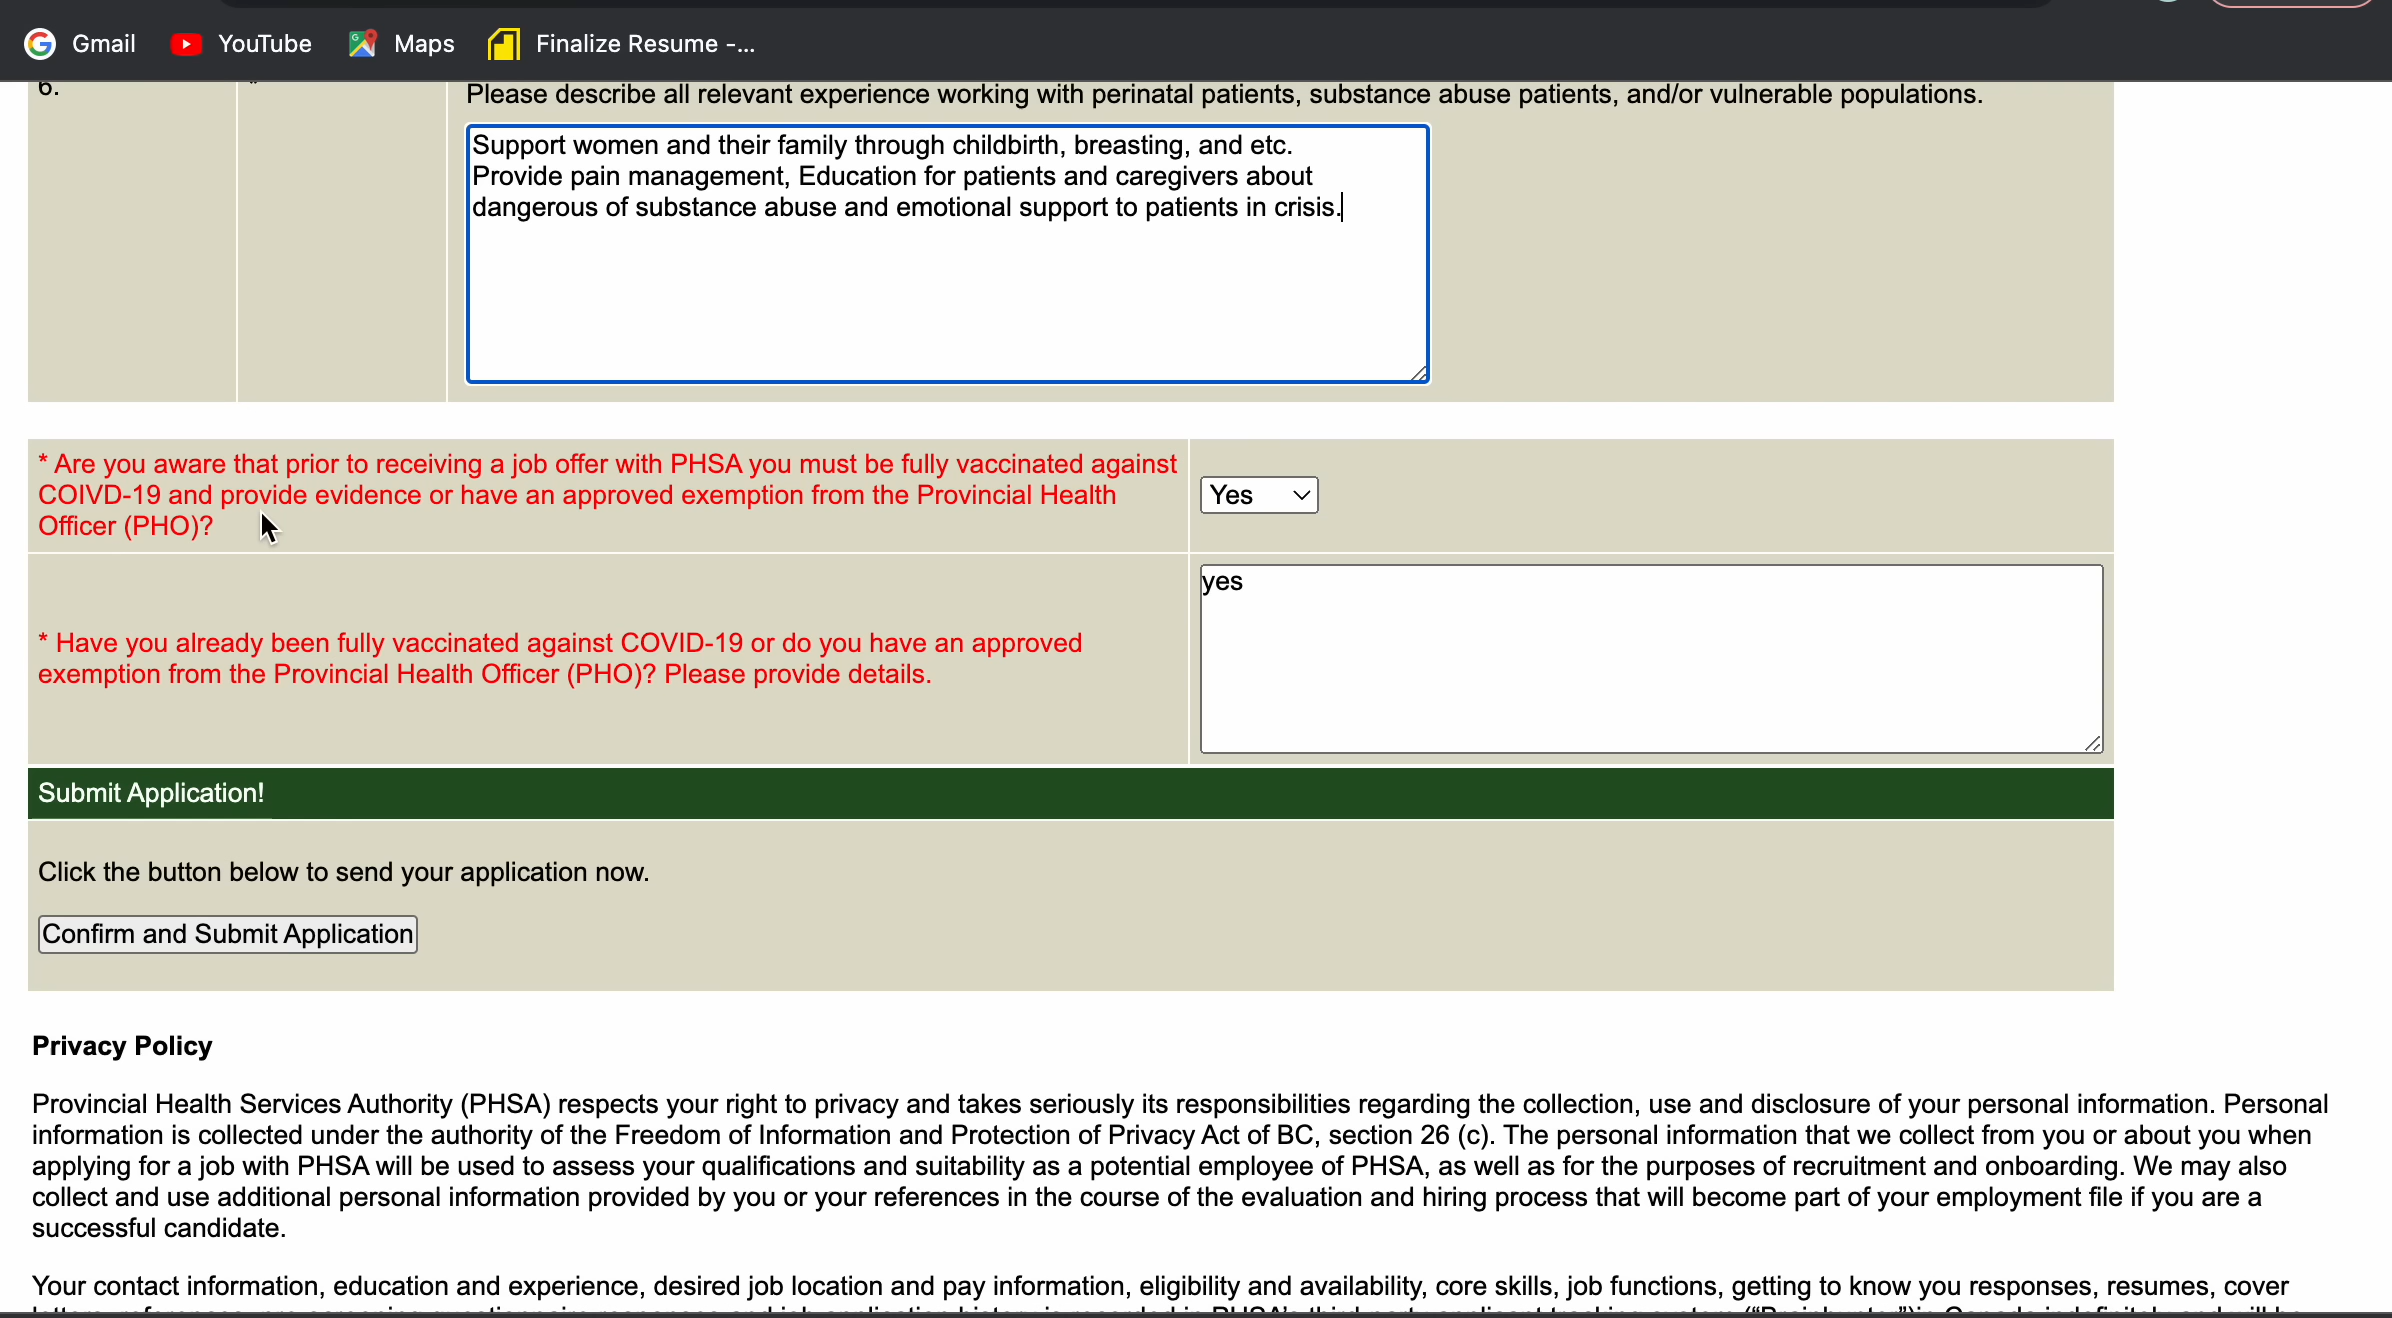 Gmail YouTube Maps Finalize Resume -...
6. * Please describe all relevant experience working with perinatal patients, substance abuse patients, and/or vulnerable populations.
Support women and their family through childbirth, breasting, and etc.
Provide pain management, Education for patients and caregivers about
dangerous of substance abuse and emotional support to patients in crisis.
* Are you aware that prior to receiving a job offer with PHSA you must be fully vaccinated against
COIVD-19 and provide evidence or have an approved exemption from the Provincial Health
Officer (PHO)?
Yes
yes
* Have you already been fully vaccinated against COVID-19 or do you have an approved
exemption from the Provincial Health Officer (PHO)? Please provide details.
Submit Application!
Click the button below to send your application now.
Confirm and Submit Application
Privacy Policy
Provincial Health Services Authority (PHSA) respects your right to privacy and takes seriously its responsibilities regarding the collection, use and disclosure of your personal information. Personal
information is collected under the authority of the Freedom of Information and Protection of Privacy Act of BC, section 26 (c). The personal information that we collect from you or about you when
applying for a job with PHSA will be used to assess your qualifications and suitability as a potential employee of PHSA, as well as for the purposes of recruitment and onboarding. We may also
collect and use additional personal information provided by you or your references in the course of the evaluation and hiring process that will become part of your employment file if you are a
successful candidate.
Your contact information, education and experience, desired job location and pay information, eligibility and availability, core skills, job functions, getting to know you responses, resumes, cover